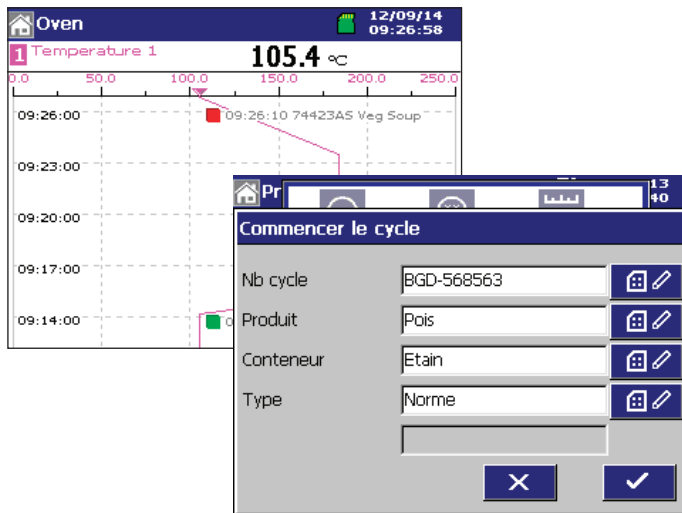 Oven
12/09/14
09:26:58
1 Temperature 1
105.4 °C
0.0 50.0 100.0 150.0 200.0 250.0
09:26:00
09:26:10 74423AS Veg Soup
09:23:00
09:20:00
09:17:00
09:14:00
Pr
13
40
Commencer le cycle
Nb cycle BGD-568563
Produit Pois
Conteneur Etain
Type Norme